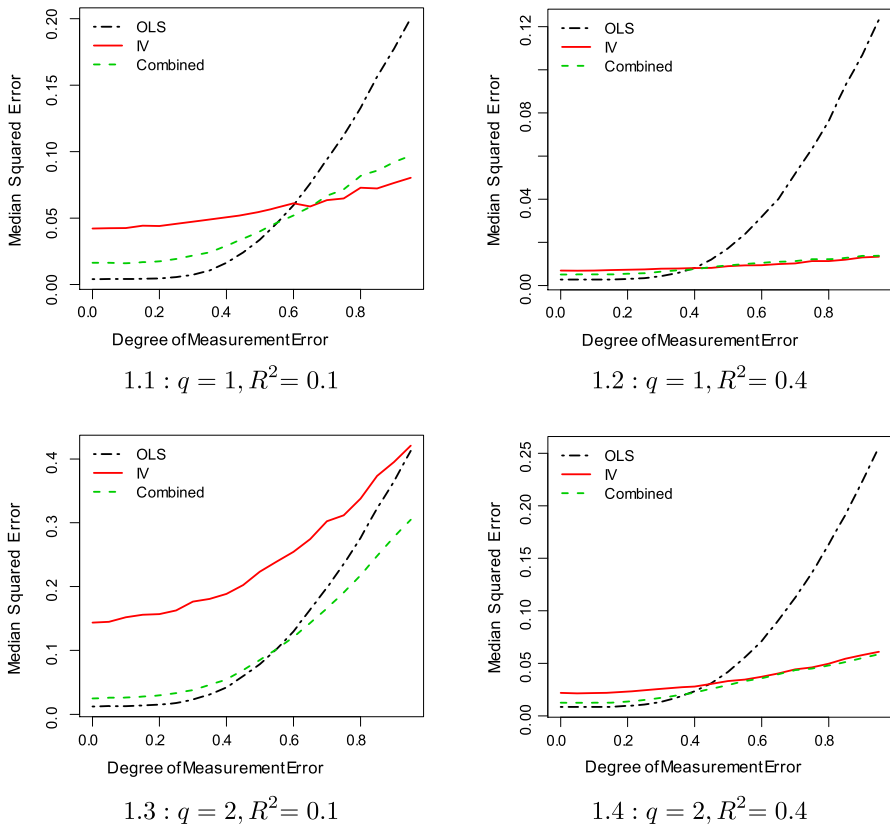 OLS
IV
Combined
Median Squared Error
0.00
0.05
0.10
0.15
0.20
0.0
0.2
0.4
0.6
0.8
Degree of Measurement Error
1.1 : q = 1, R² = 0.1
OLS
IV
Combined
Median Squared Error
0.00
0.04
0.08
0.12
0.0
0.2
0.4
0.6
0.8
Degree of Measurement Error
1.2 : q = 1, R² = 0.4
OLS
IV
Combined
Median Squared Error
0.0
0.1
0.2
0.3
0.4
0.0
0.2
0.4
0.6
0.8
Degree of Measurement Error
1.3 : q = 2, R² = 0.1
OLS
IV
Combined
Median Squared Error
0.00
0.05
0.10
0.15
0.20
0.25
0.0
0.2
0.4
0.6
0.8
Degree of Measurement Error
1.4 : q = 2, R² = 0.4